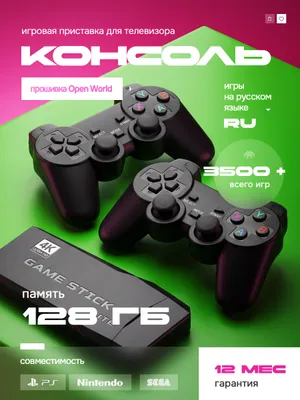 игровая приставка для телевизора
КОНСОЛЬ
прошивка Open World
игры
на русском
языке
RU
3500 +
всего игр
4K
GAME STICK
память
128 ГБ
совместимость
PS
Nintendo
SEGA
12 МЕС
гарантия